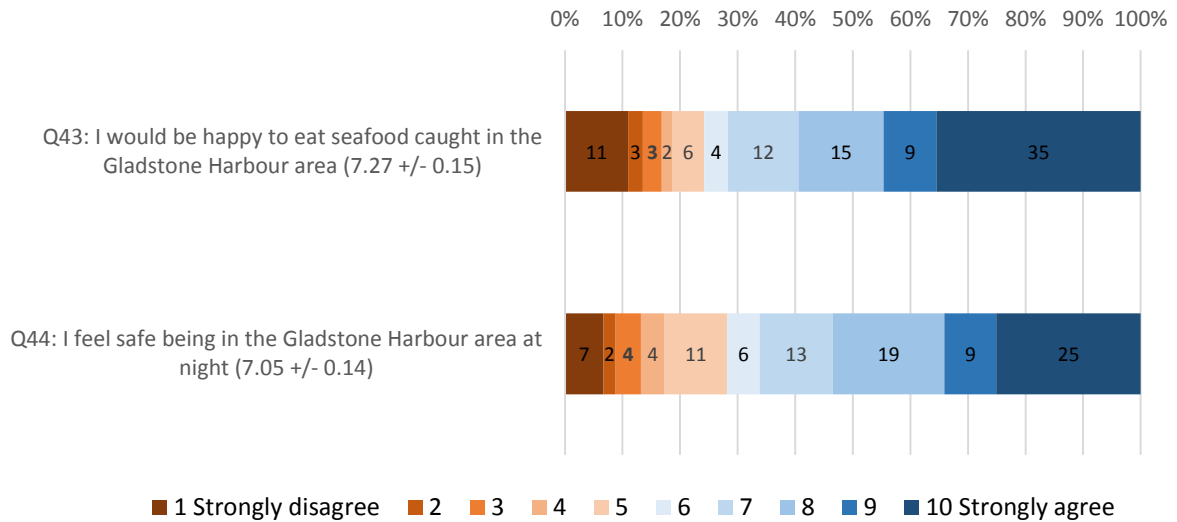 0% 10% 20% 30% 40% 50% 60% 70% 80% 90% 100%
Q43: I would be happy to eat seafood caught in the
Gladstone Harbour area (7.27 +/- 0.15)
11 3 3 2 6 4 12 15 9 35
Q44: I feel safe being in the Gladstone Harbour area at
night (7.05 +/- 0.14)
7 2 4 4 11 6 13 19 9 25
1 Strongly disagree 2 3 4 5 6 7 8 9 10 Strongly agree